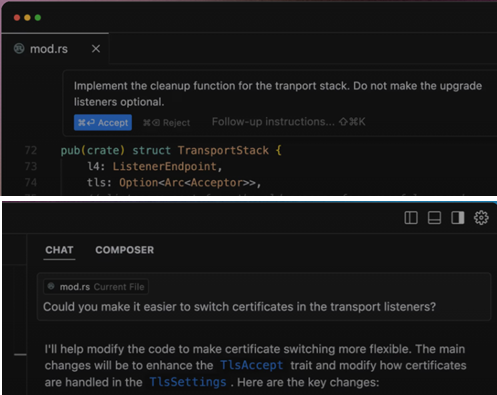 mod.rs
Implement the cleanup function for the tranport stack. Do not make the upgrade
listeners optional.
⌘⏎ Accept ⌘⌫ Reject Follow-up instructions... ⇧⌘K
72 pub(crate) struct TransportStack {
73 l4: ListenerEndpoint,
74 tls: Option<Arc<Acceptor>>,
CHAT COMPOSER
mod.rs Current File
Could you make it easier to switch certificates in the transport listeners?
I'll help modify the code to make certificate switching more flexible. The main
changes will be to enhance the TlsAccept trait and modify how certificates
are handled in the TlsSettings . Here are the key changes: